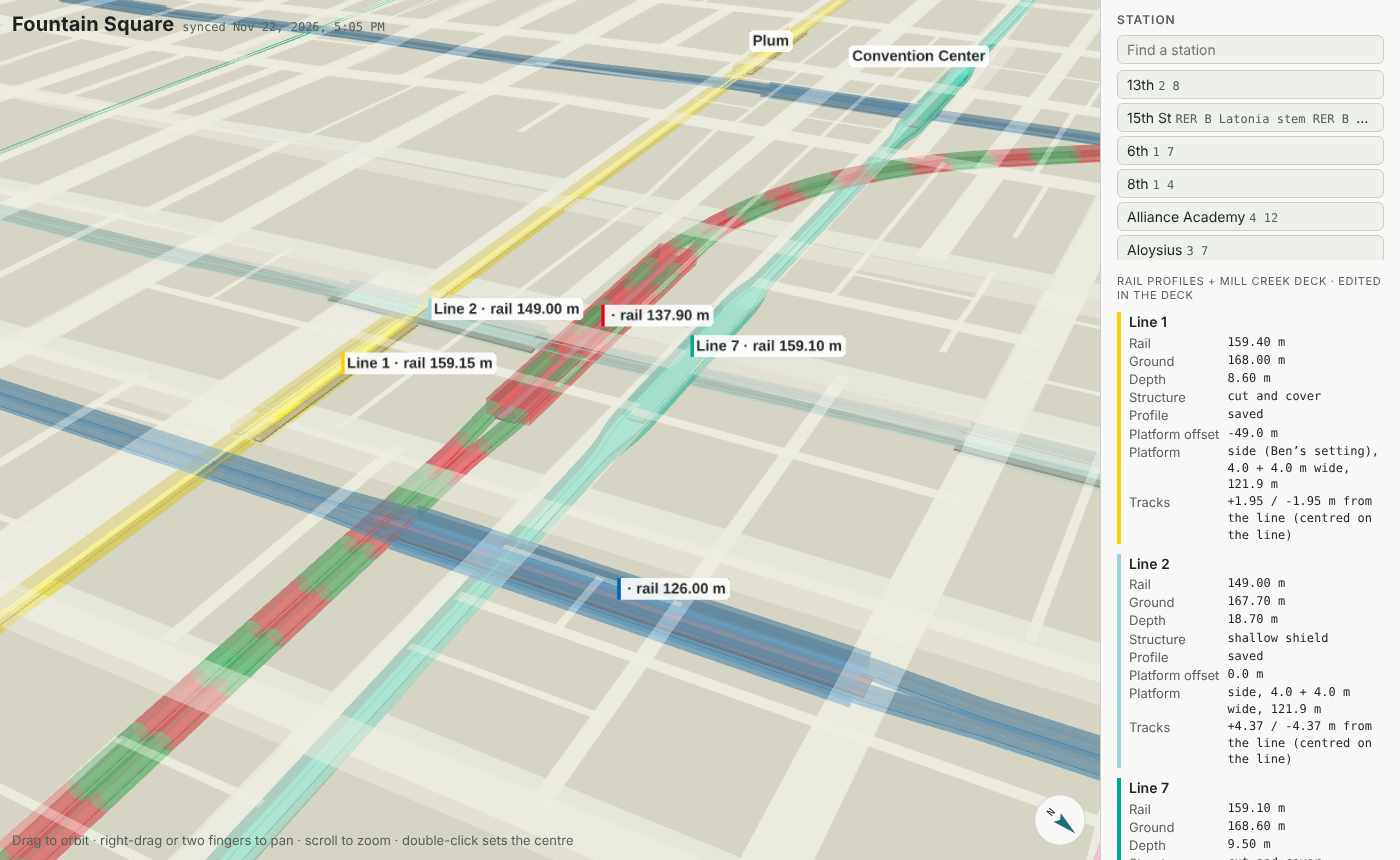 Fountain Square synced Nov 22, 2026, 5:05 PM
Plum
Convention Center
Line 2 · rail 149.00 m
· rail 137.90 m
Line 7 · rail 159.10 m
Line 1 · rail 159.15 m
· rail 126.00 m
N
Drag to orbit · right-drag or two fingers to pan · scroll to zoom · double-click sets the centre
STATION
Find a station
13th 2 8
15th St RER B Latonia stem RER B …
6th 1 7
8th 1 4
Alliance Academy 4 12
Aloysius 3 7
RAIL PROFILES + MILL CREEK DECK · EDITED
IN THE DECK
Line 1
Rail 159.40 m
Ground 168.00 m
Depth 8.60 m
Structure cut and cover
Profile saved
Platform offset -49.0 m
Platform side (Ben’s setting),
4.0 + 4.0 m wide,
121.9 m
Tracks +1.95 / -1.95 m from
the line (centred on
the line)
Line 2
Rail 149.00 m
Ground 167.70 m
Depth 18.70 m
Structure shallow shield
Profile saved
Platform offset 0.0 m
Platform side, 4.0 + 4.0 m
wide, 121.9 m
Tracks +4.37 / -4.37 m from
the line (centred on
the line)
Line 7
Rail 159.10 m
Ground 168.60 m
Depth 9.50 m
Structure cut and cover